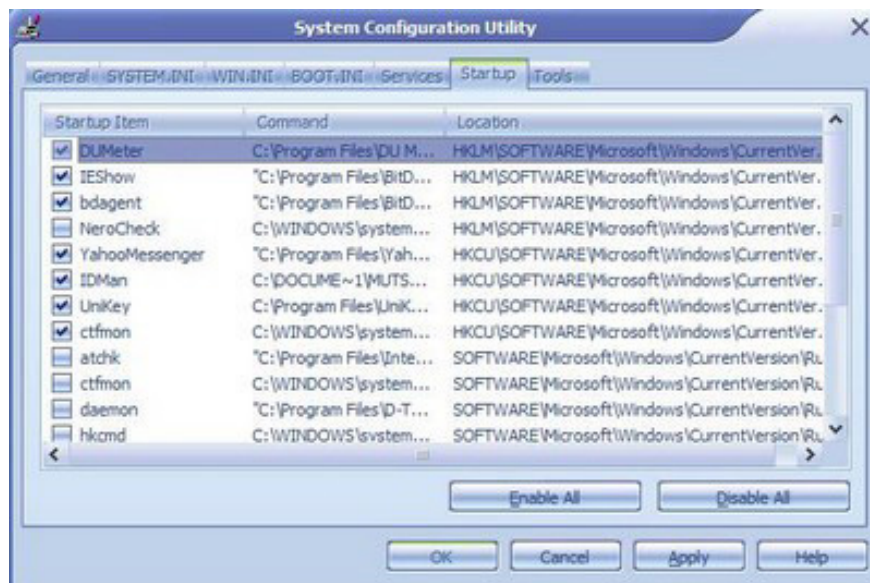 System Configuration Utility
General SYSTEM.INI WIN.INI BOOT.INI Services Startup Tools
Startup Item Command Location
DUMeter C:\Program Files\DU M... HKLM\SOFTWARE\Microsoft\Windows\CurrentVer.
IEShow "C:\Program Files\BitD... HKLM\SOFTWARE\Microsoft\Windows\CurrentVer.
bdagent "C:\Program Files\BitD... HKLM\SOFTWARE\Microsoft\Windows\CurrentVer.
NeroCheck C:\WINDOWS\system... HKLM\SOFTWARE\Microsoft\Windows\CurrentVer.
YahooMessenger "C:\Program Files\Yah... HKCU\SOFTWARE\Microsoft\Windows\CurrentVer.
IDMan C:\DOCUME~1\MUTS... HKCU\SOFTWARE\Microsoft\Windows\CurrentVer.
UniKey C:\Program Files\UniK... HKCU\SOFTWARE\Microsoft\Windows\CurrentVer.
ctfmon C:\WINDOWS\system... HKCU\SOFTWARE\Microsoft\Windows\CurrentVer.
atchk "C:\Program Files\Inte... SOFTWARE\Microsoft\Windows\CurrentVersion\Ru
ctfmon C:\WINDOWS\system... SOFTWARE\Microsoft\Windows\CurrentVersion\Ru
daemon "C:\Program Files\D-T... SOFTWARE\Microsoft\Windows\CurrentVersion\Ru
hkcmd C:\WINDOWS\system... SOFTWARE\Microsoft\Windows\CurrentVersion\Ru
Enable All Disable All
OK Cancel Apply Help